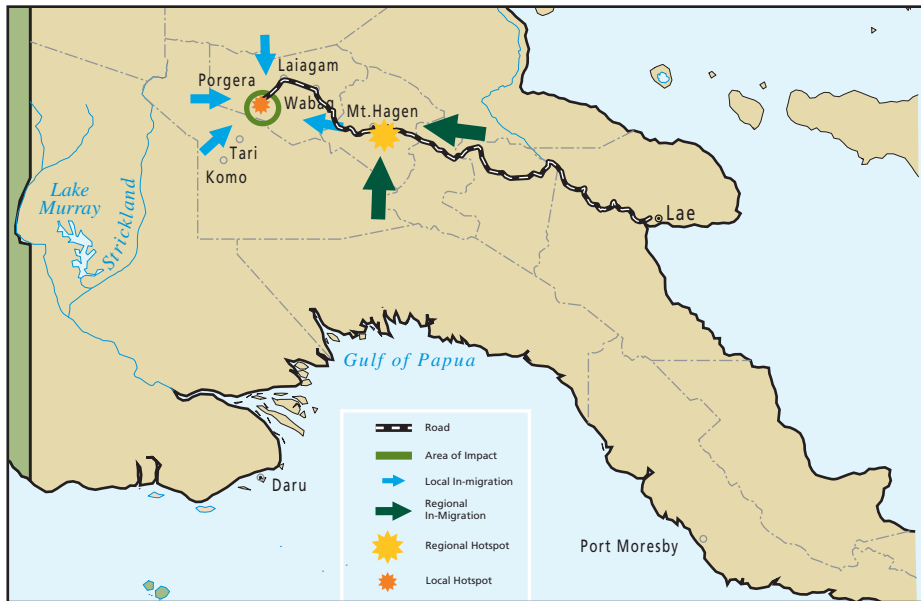 Laiagam
Porgera
Wabag
Mt.Hagen
Tari
Komo
Lake
Murray
Strickland
Lae
Gulf of Papua
Road
Area of Impact
Local In-migration
Regional
In-Migration
Regional Hotspot
Local Hotspot
Daru
Port Moresby